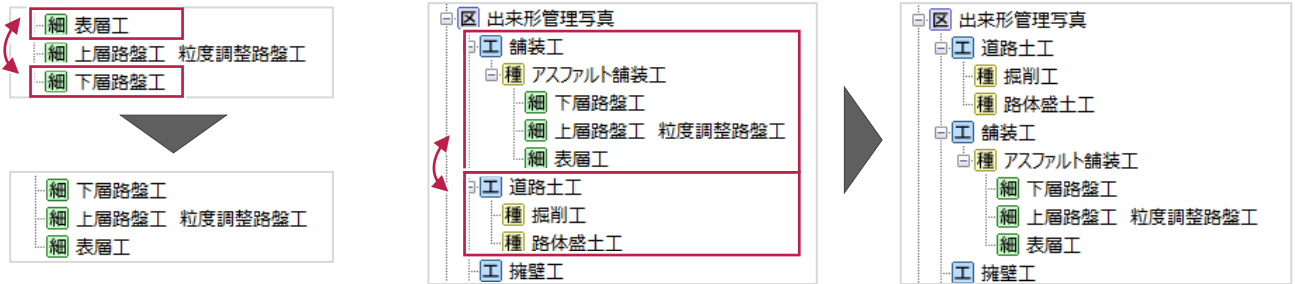 細 表層工
細 上層路盤工 粒度調整路盤工
細 下層路盤工
細 下層路盤工
細 上層路盤工 粒度調整路盤工
細 表層工
区 出来形管理写真
工 舗装工
種 アスファルト舗装工
細 下層路盤工
細 上層路盤工 粒度調整路盤工
細 表層工
工 道路土工
種 掘削工
種 路体盛土工
工 擁壁工
区 出来形管理写真
工 道路土工
種 掘削工
種 路体盛土工
工 舗装工
種 アスファルト舗装工
細 下層路盤工
細 上層路盤工 粒度調整路盤工
細 表層工
工 擁壁工